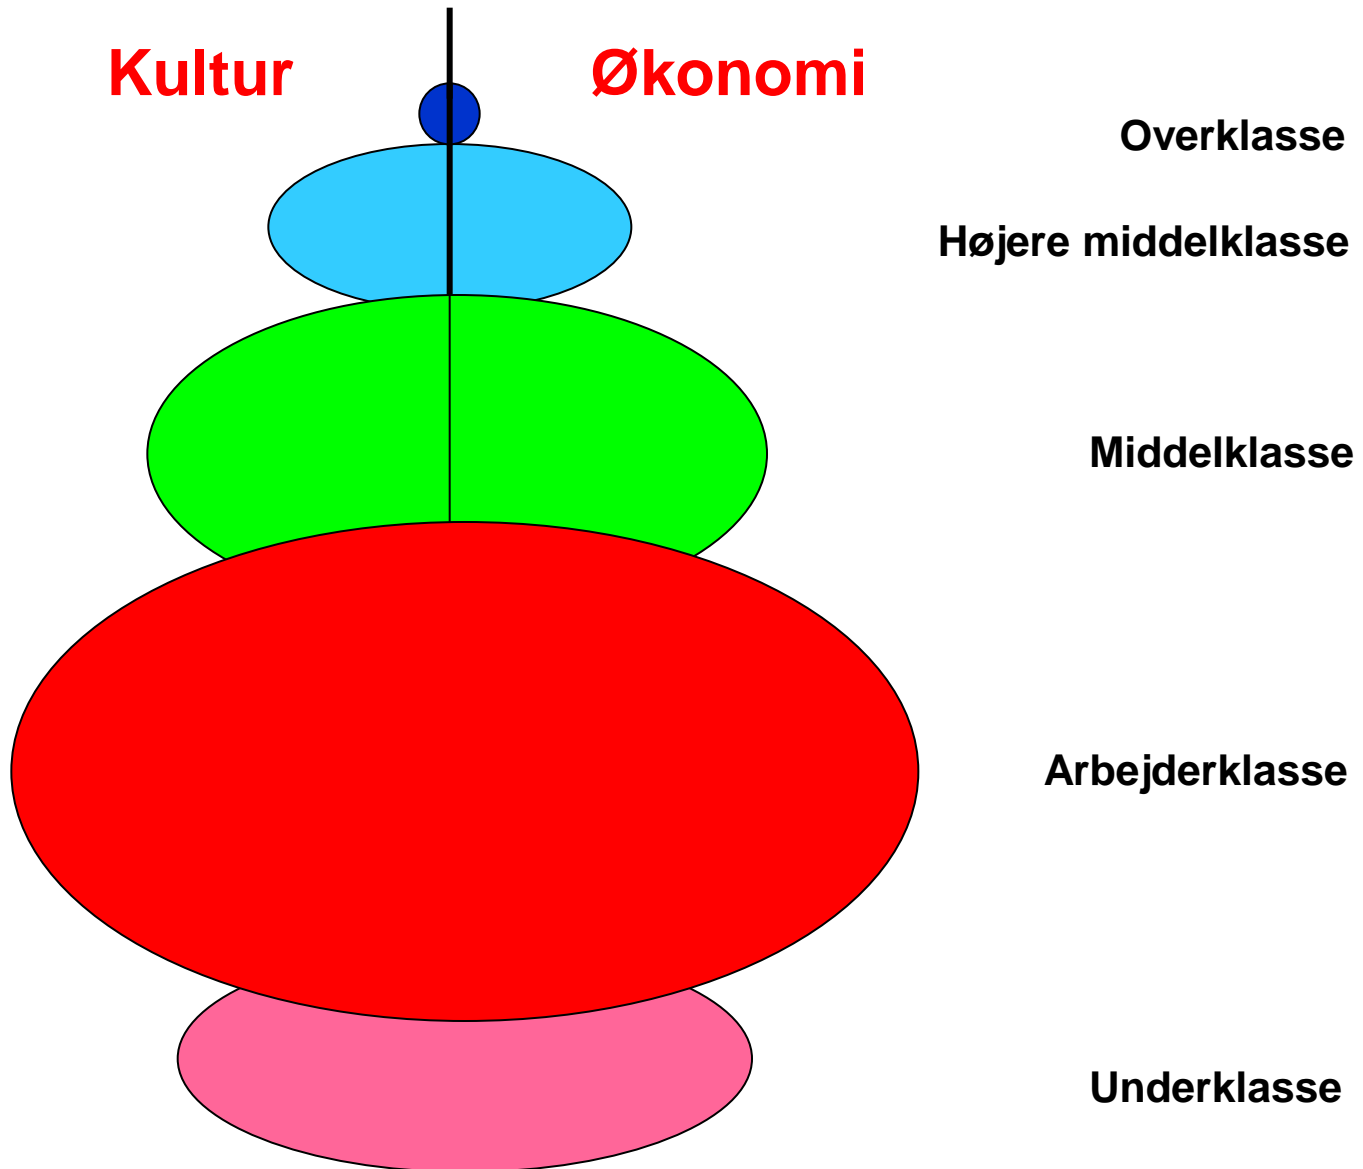 Kultur
Økonomi
Overklasse
Højere middelklasse
Middelklasse
Arbejderklasse
Underklasse